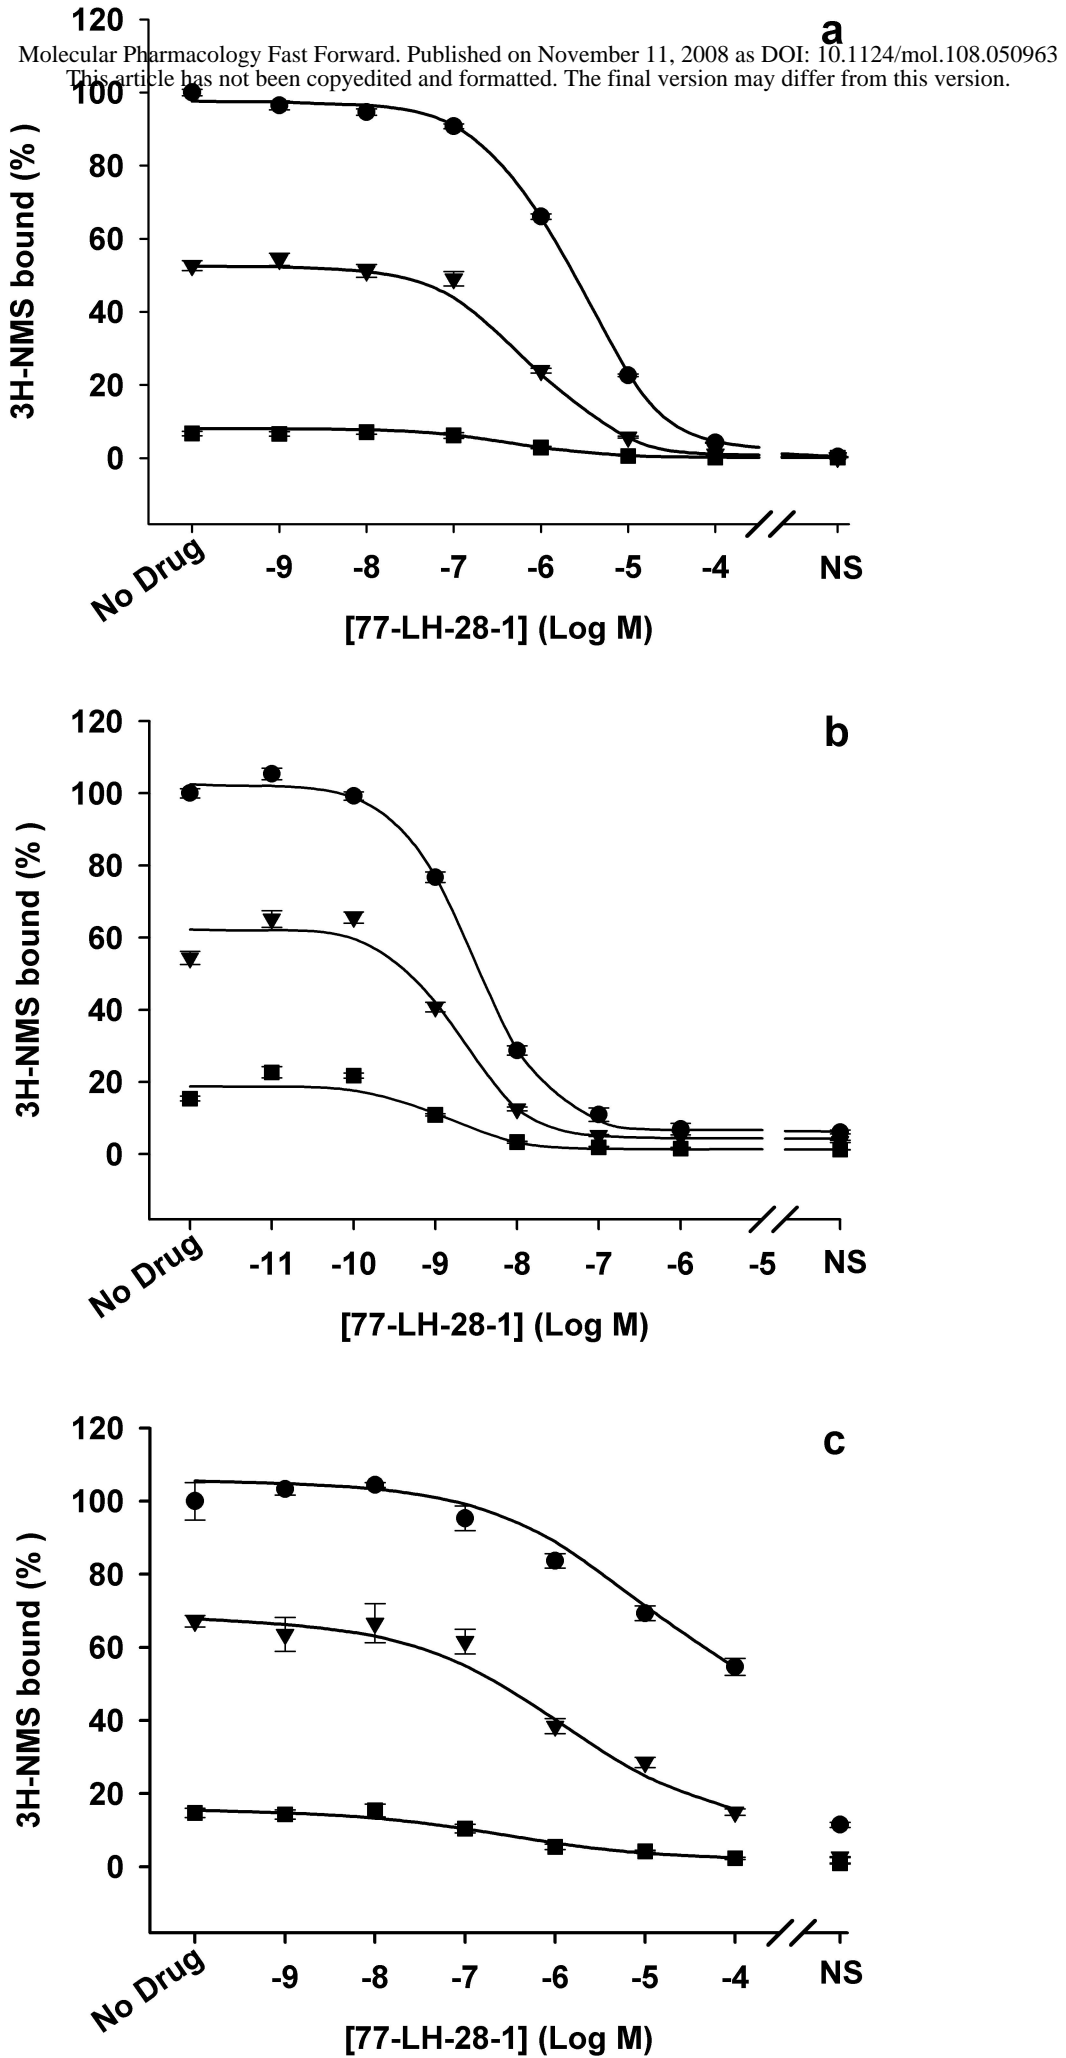 120
a
Molecular Pharmacology Fast Forward. Published on November 11, 2008 as DOI: 10.1124/mol.108.050963
This article has not been copyedited and formatted. The final version may differ from this version.
100
80
60
40
20
0
3H-NMS bound (% )
No Drug -9 -8 -7 -6 -5 -4 NS
[77-LH-28-1] (Log M)
120
b
100
80
60
40
20
0
3H-NMS bound (% )
No Drug -11 -10 -9 -8 -7 -6 -5 NS
[77-LH-28-1] (Log M)
120
c
100
80
60
40
20
0
3H-NMS bound (% )
No Drug -9 -8 -7 -6 -5 -4 NS
[77-LH-28-1] (Log M)